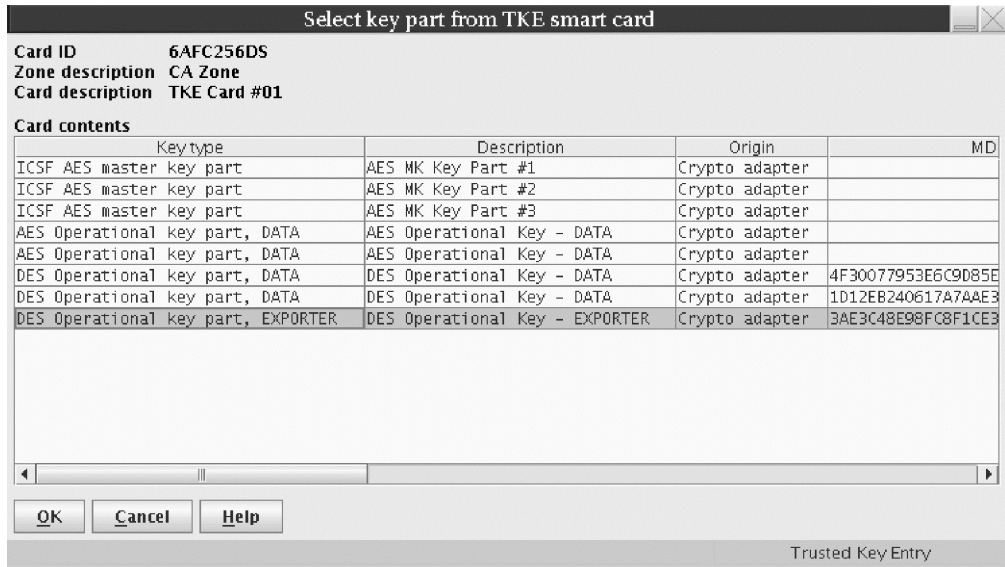 Select key part from TKE smart card
Card ID 6AFC256DS
Zone description CA Zone
Card description TKE Card #01
Card contents
Key type Description Origin MD
ICSF AES master key part AES MK Key Part #1 Crypto adapter
ICSF AES master key part AES MK Key Part #2 Crypto adapter
ICSF AES master key part AES MK Key Part #3 Crypto adapter
AES Operational key part, DATA AES Operational Key - DATA Crypto adapter
AES Operational key part, DATA AES Operational Key - DATA Crypto adapter
DES Operational key part, DATA DES Operational Key - DATA Crypto adapter 4F30077953E6C9D85E
DES Operational key part, DATA DES Operational Key - DATA Crypto adapter 1D12EB240617A7AAE3
DES Operational key part, EXPORTER DES Operational Key - EXPORTER Crypto adapter 3AE3C48E98FC8F1CE3
OK Cancel Help
Trusted Key Entry